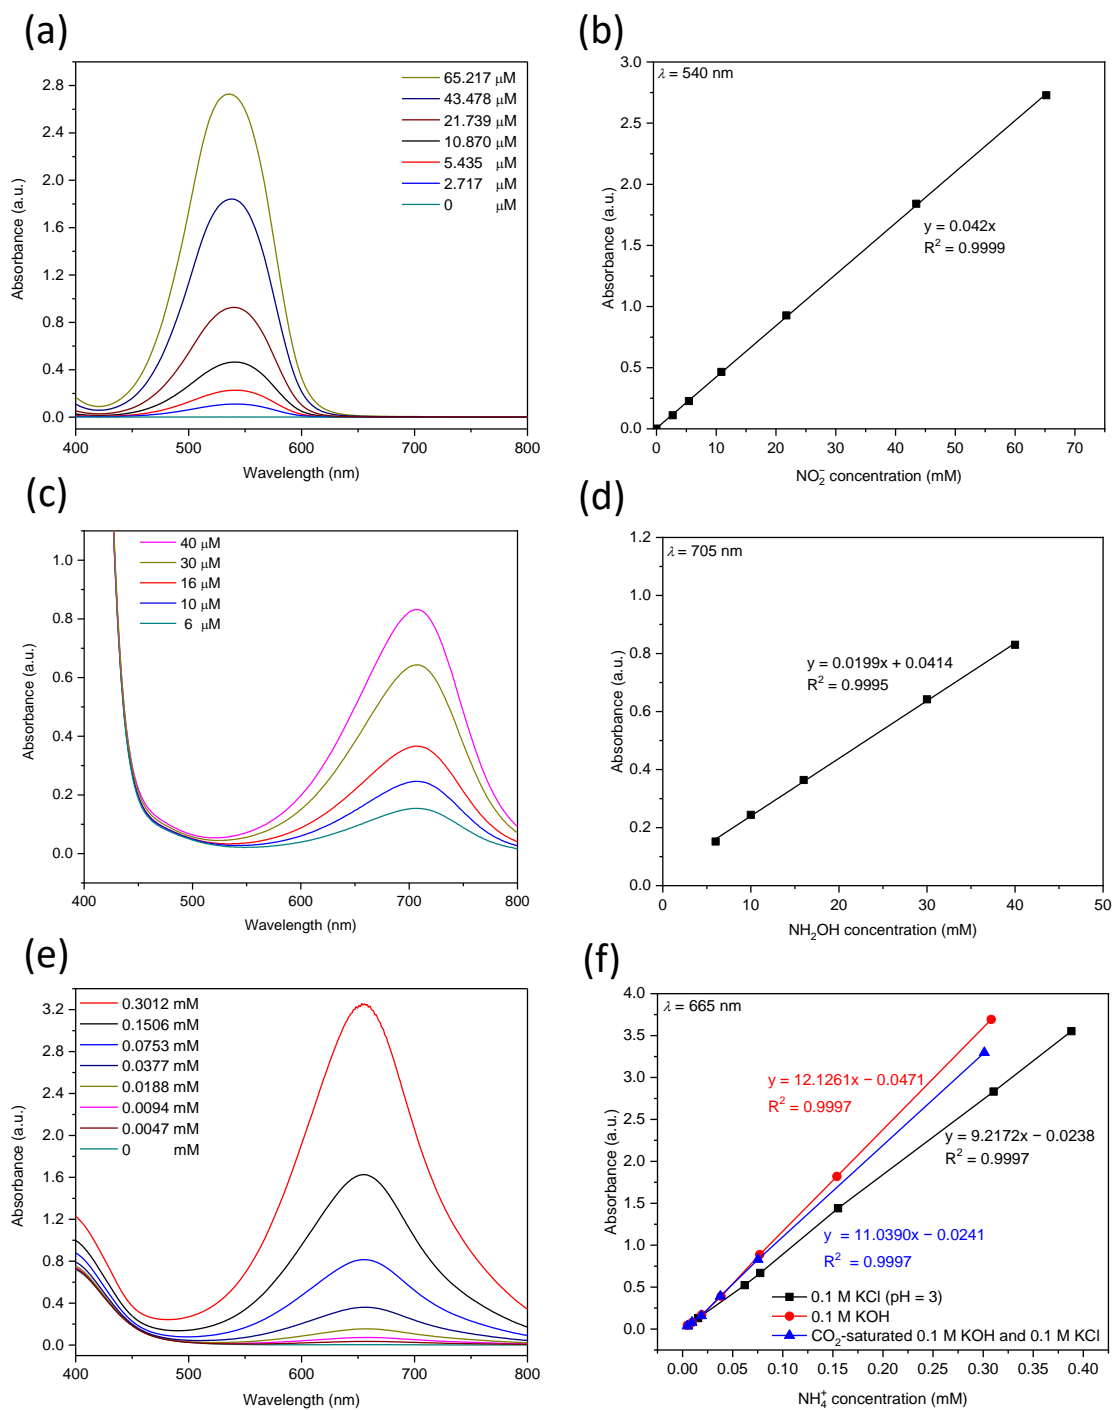 (a)
2.8
2.4
2.0
1.6
1.2
0.8
0.4
0.0
Absorbance (a.u.)
65.217 μM
43.478 μM
21.739 μM
10.870 μM
5.435 μM
2.717 μM
0 μM
400 500 600 700 800
Wavelength (nm)
(b)
λ = 540 nm
3.0
2.5
2.0
1.5
1.0
0.5
0.0
Absorbance (a.u.)
y = 0.042x
R² = 0.9999
0 10 20 30 40 50 60 70
NO₂⁻ concentration (mM)
(c)
1.0
0.8
0.6
0.4
0.2
0.0
Absorbance (a.u.)
40 μM
30 μM
16 μM
10 μM
6 μM
400 500 600 700 800
Wavelength (nm)
(d)
λ = 705 nm
1.2
1.0
0.8
0.6
0.4
0.2
0.0
Absorbance (a.u.)
y = 0.0199x + 0.0414
R² = 0.9995
0 10 20 30 40 50
NH₂OH concentration (mM)
(e)
3.2
2.8
2.4
2.0
1.6
1.2
0.8
0.4
0.0
Absorbance (a.u.)
0.3012 mM
0.1506 mM
0.0753 mM
0.0377 mM
0.0188 mM
0.0094 mM
0.0047 mM
0 mM
400 500 600 700 800
Wavelength (nm)
(f)
λ = 665 nm
4.0
3.5
3.0
2.5
2.0
1.5
1.0
0.5
0.0
Absorbance (a.u.)
y = 12.1261x − 0.0471
R² = 0.9997
y = 9.2172x − 0.0238
R² = 0.9997
y = 11.0390x − 0.0241
R² = 0.9997
0.1 M KCl (pH = 3)
0.1 M KOH
CO₂-saturated 0.1 M KOH and 0.1 M KCl
0.00 0.05 0.10 0.15 0.20 0.25 0.30 0.35 0.40
NH₄⁺ concentration (mM)